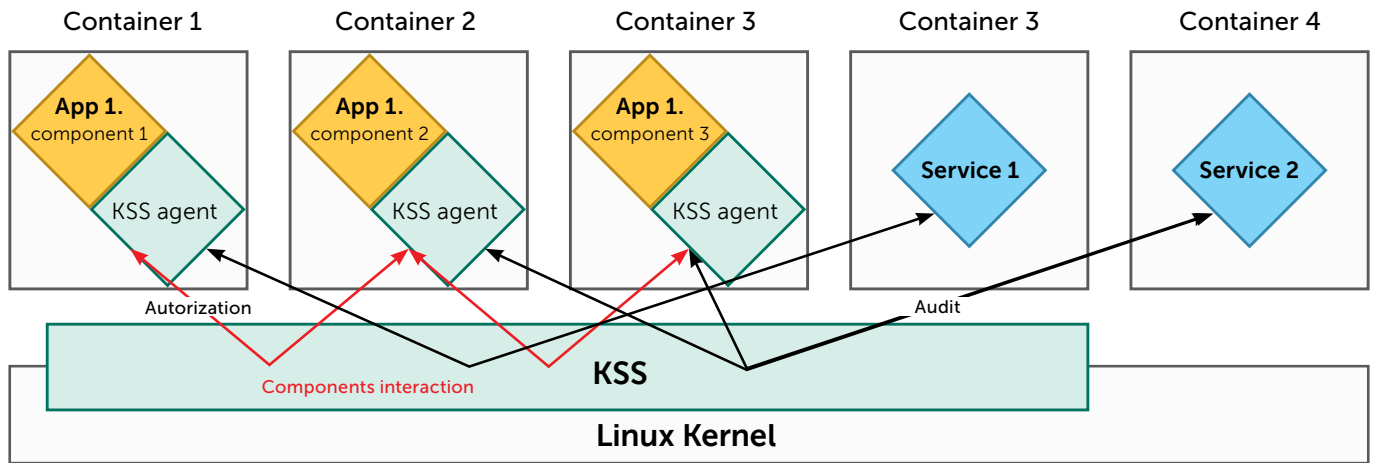 Container 1
Container 2
Container 3
Container 3
Container 4
App 1.
component 1
KSS agent
App 1.
component 2
KSS agent
App 1.
component 3
KSS agent
Service 1
Service 2
Autorization
Audit
KSS
Components interaction
Linux Kernel